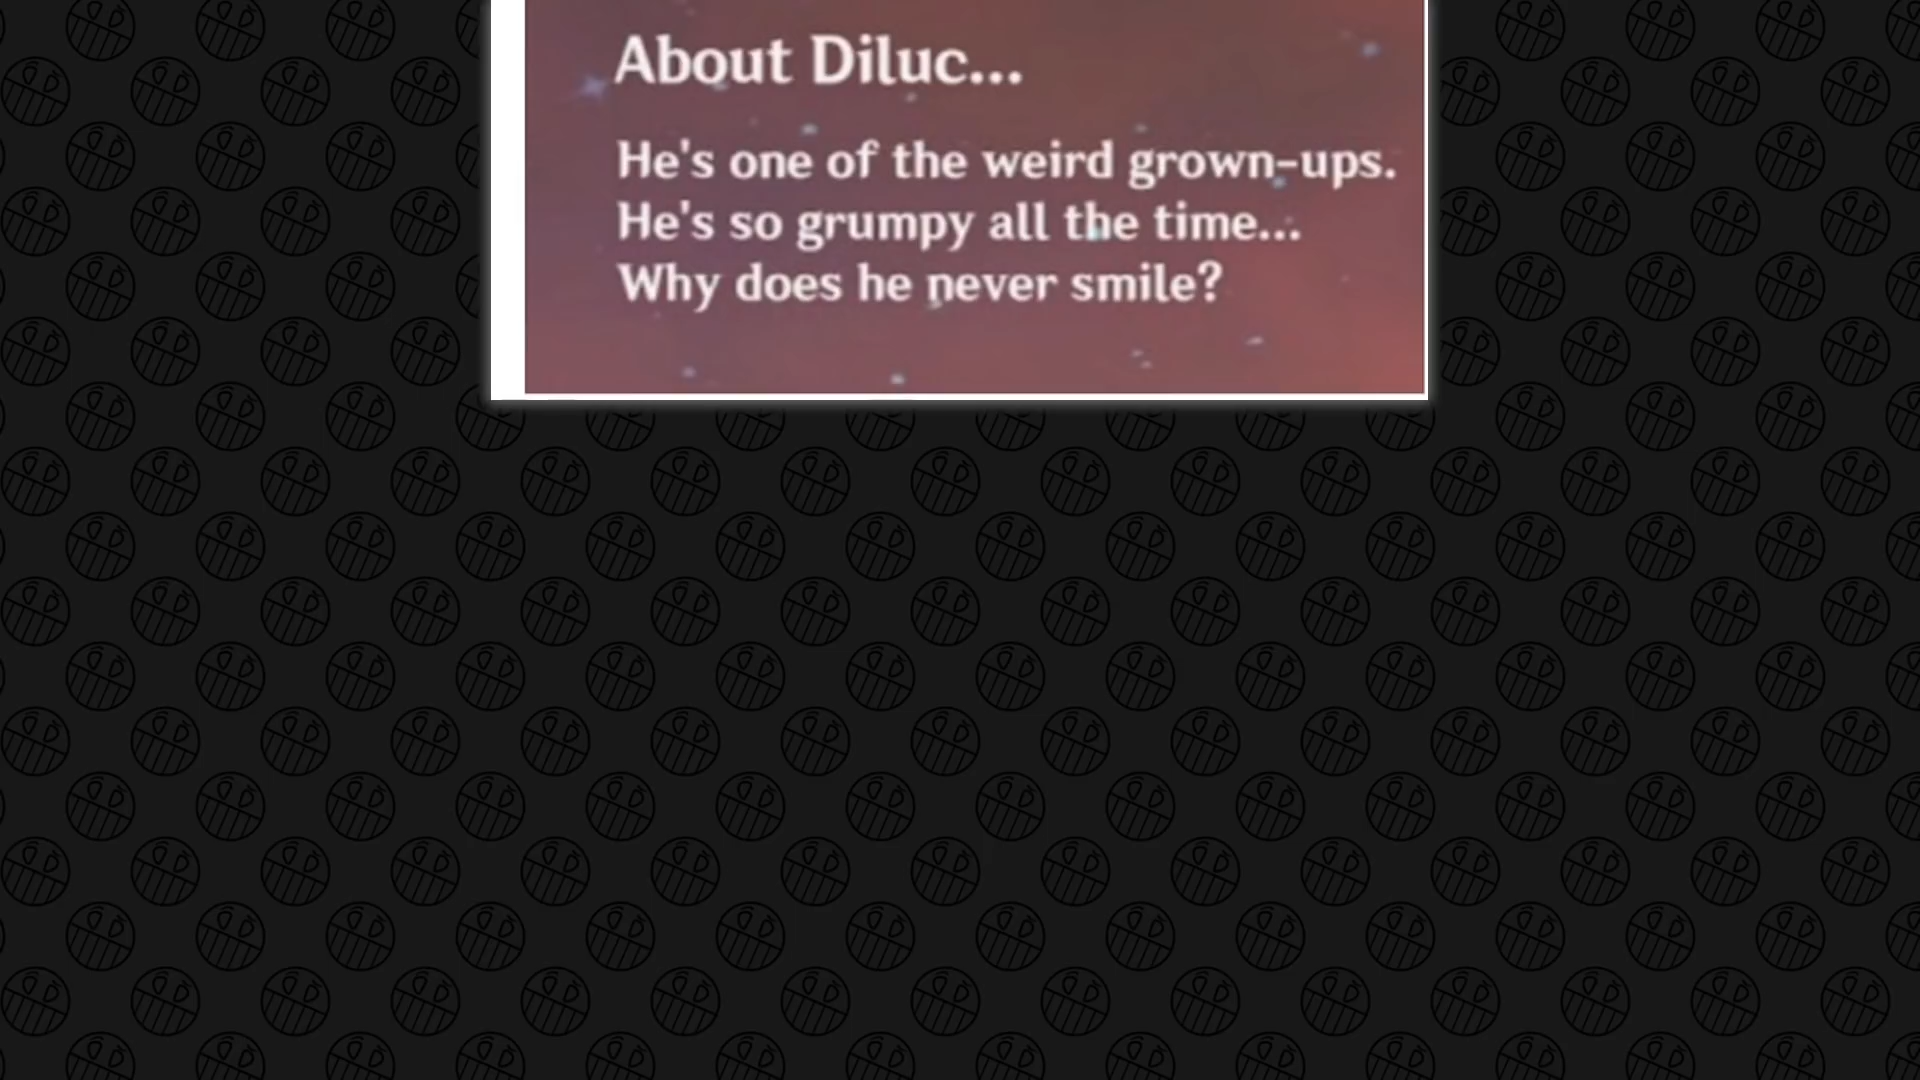 About Diluc...
He's one of the weird grown-ups.
He's so grumpy all the time...
Why does he never smile?